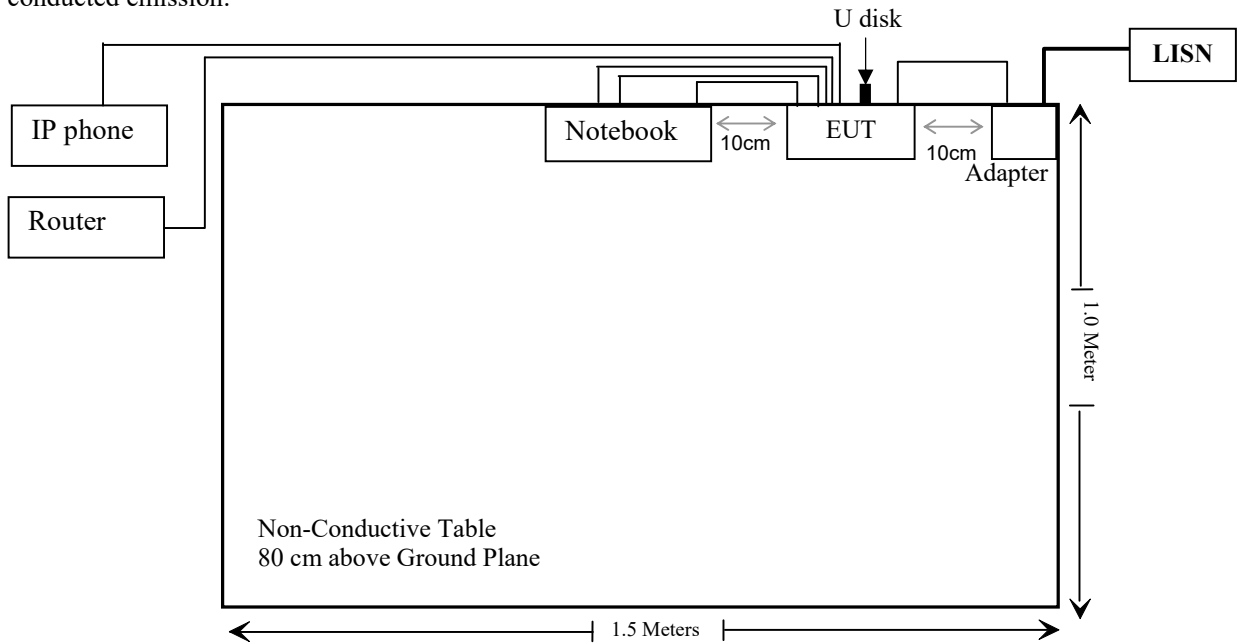 conducted emission.
U disk
LISN
IP phone
Notebook
10cm
EUT
10cm
Adapter
Router
1.0 Meter
Non-Conductive Table
80 cm above Ground Plane
1.5 Meters